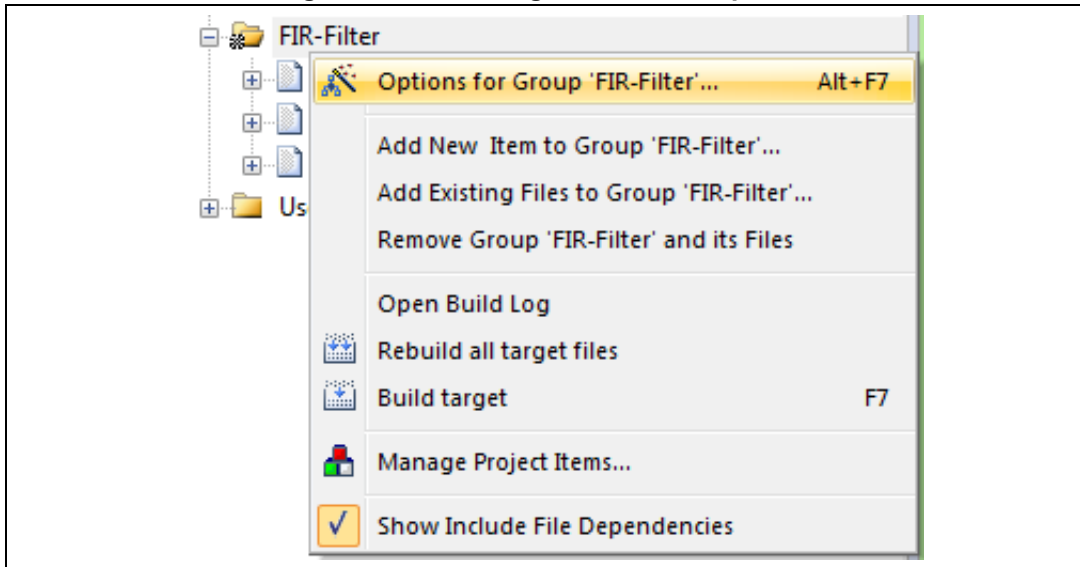 FIR-Filter
Options for Group 'FIR-Filter'... Alt+F7
Add New Item to Group 'FIR-Filter'...
Add Existing Files to Group 'FIR-Filter'...
Us
Remove Group 'FIR-Filter' and its Files
Open Build Log
Rebuild all target files
Build target F7
Manage Project Items...
Show Include File Dependencies